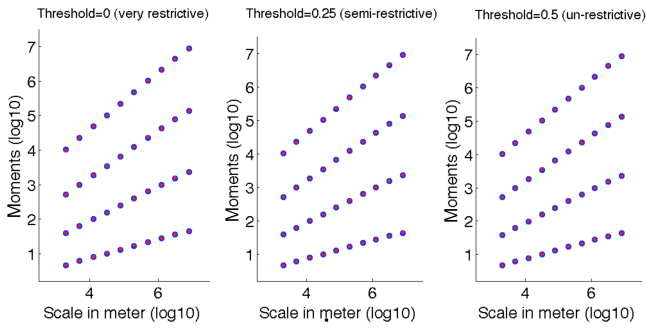 Threshold=0 (very restrictive)
Threshold=0.25 (semi-restrictive)
Threshold=0.5 (un-restrictive)
Moments (log10)
7
6
5
4
3
2
1
4 6
Scale in meter (log10)
Moments (log10)
7
6
5
4
3
2
1
4 6
Scale in meter (log10)
Moments (log10)
7
6
5
4
3
2
1
4 6
Scale in meter (log10)